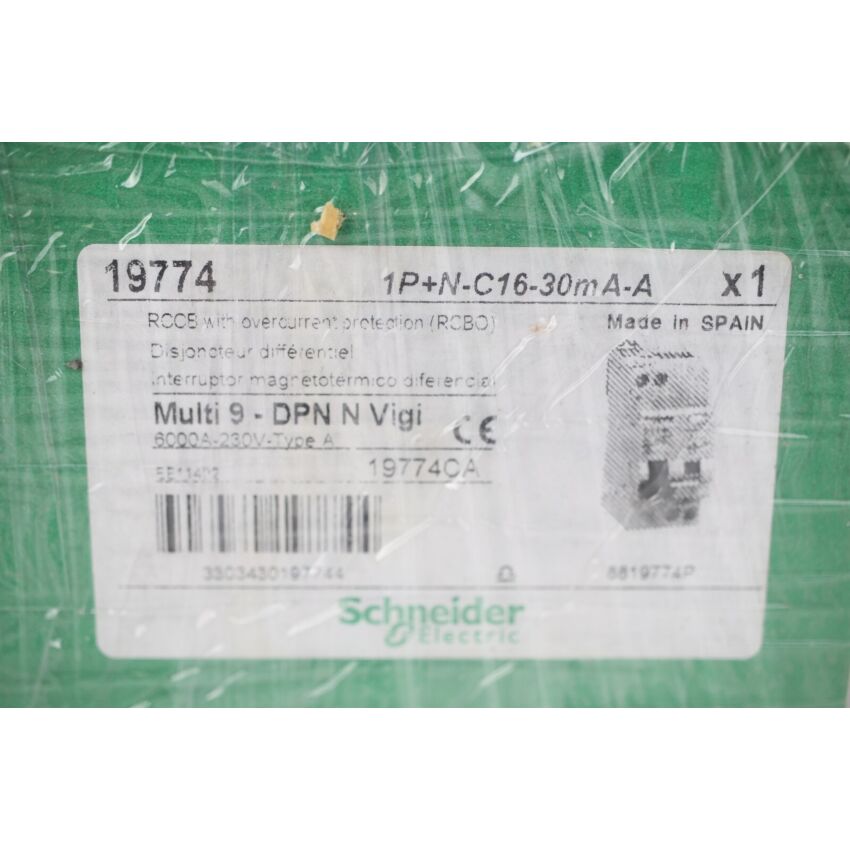 19774 1P+N-C16-30mA-A x1
RCCB with overcurrent protection (RCBO) Made in SPAIN
Disjoncteur différentiel
Interruptor magnetotérmico diferencial
Multi 9 - DPN N Vigi CE
6000A-230V-Type A
19774CA
3303430197744 8819774P
Schneider
Electric